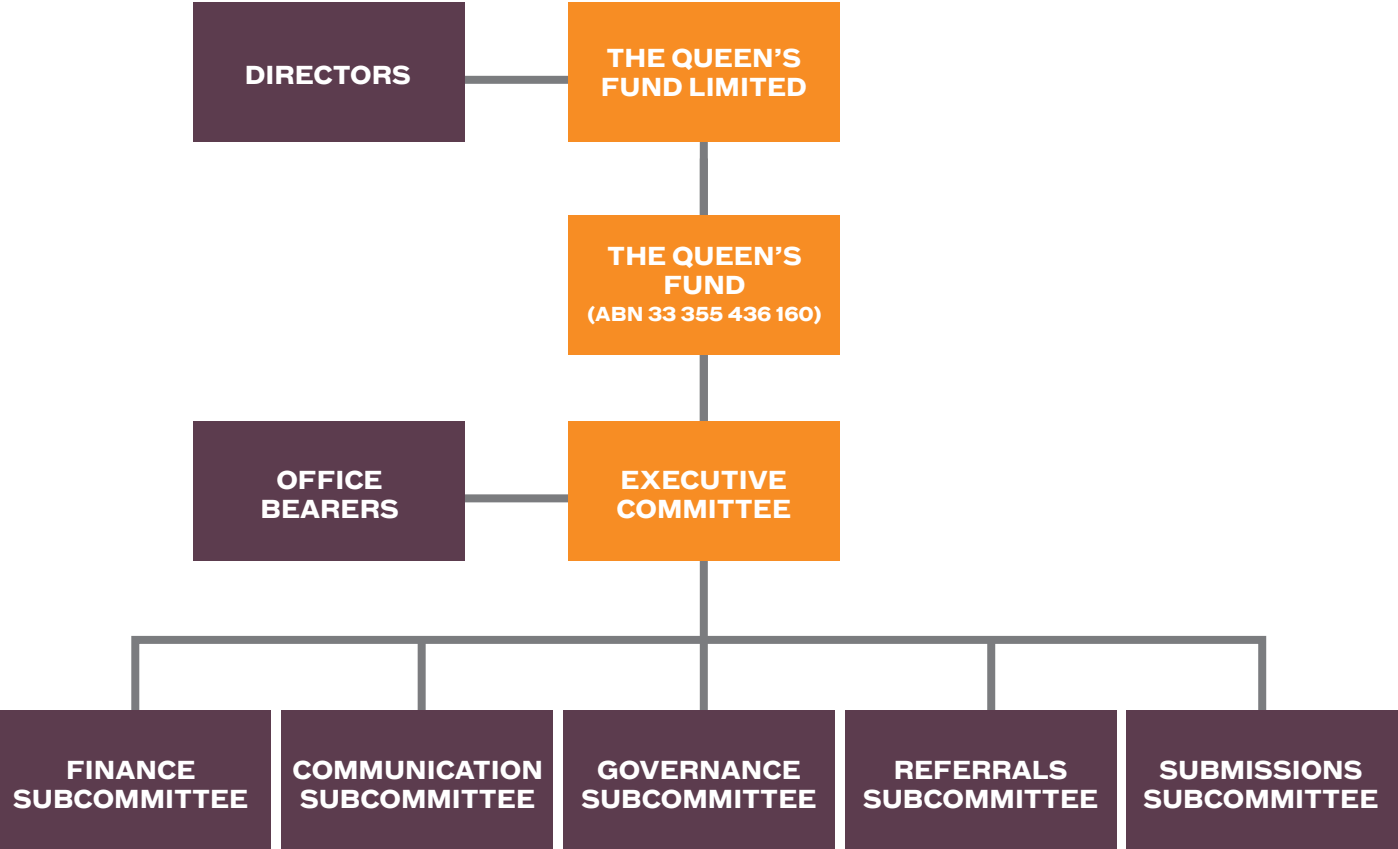 DIRECTORS
THE QUEEN’S
FUND LIMITED
THE QUEEN’S
FUND
(ABN 33 355 436 160)
OFFICE
BEARERS
EXECUTIVE
COMMITTEE
FINANCE
SUBCOMMITTEE
COMMUNICATION
SUBCOMMITTEE
GOVERNANCE
SUBCOMMITTEE
REFERRALS
SUBCOMMITTEE
SUBMISSIONS
SUBCOMMITTEE